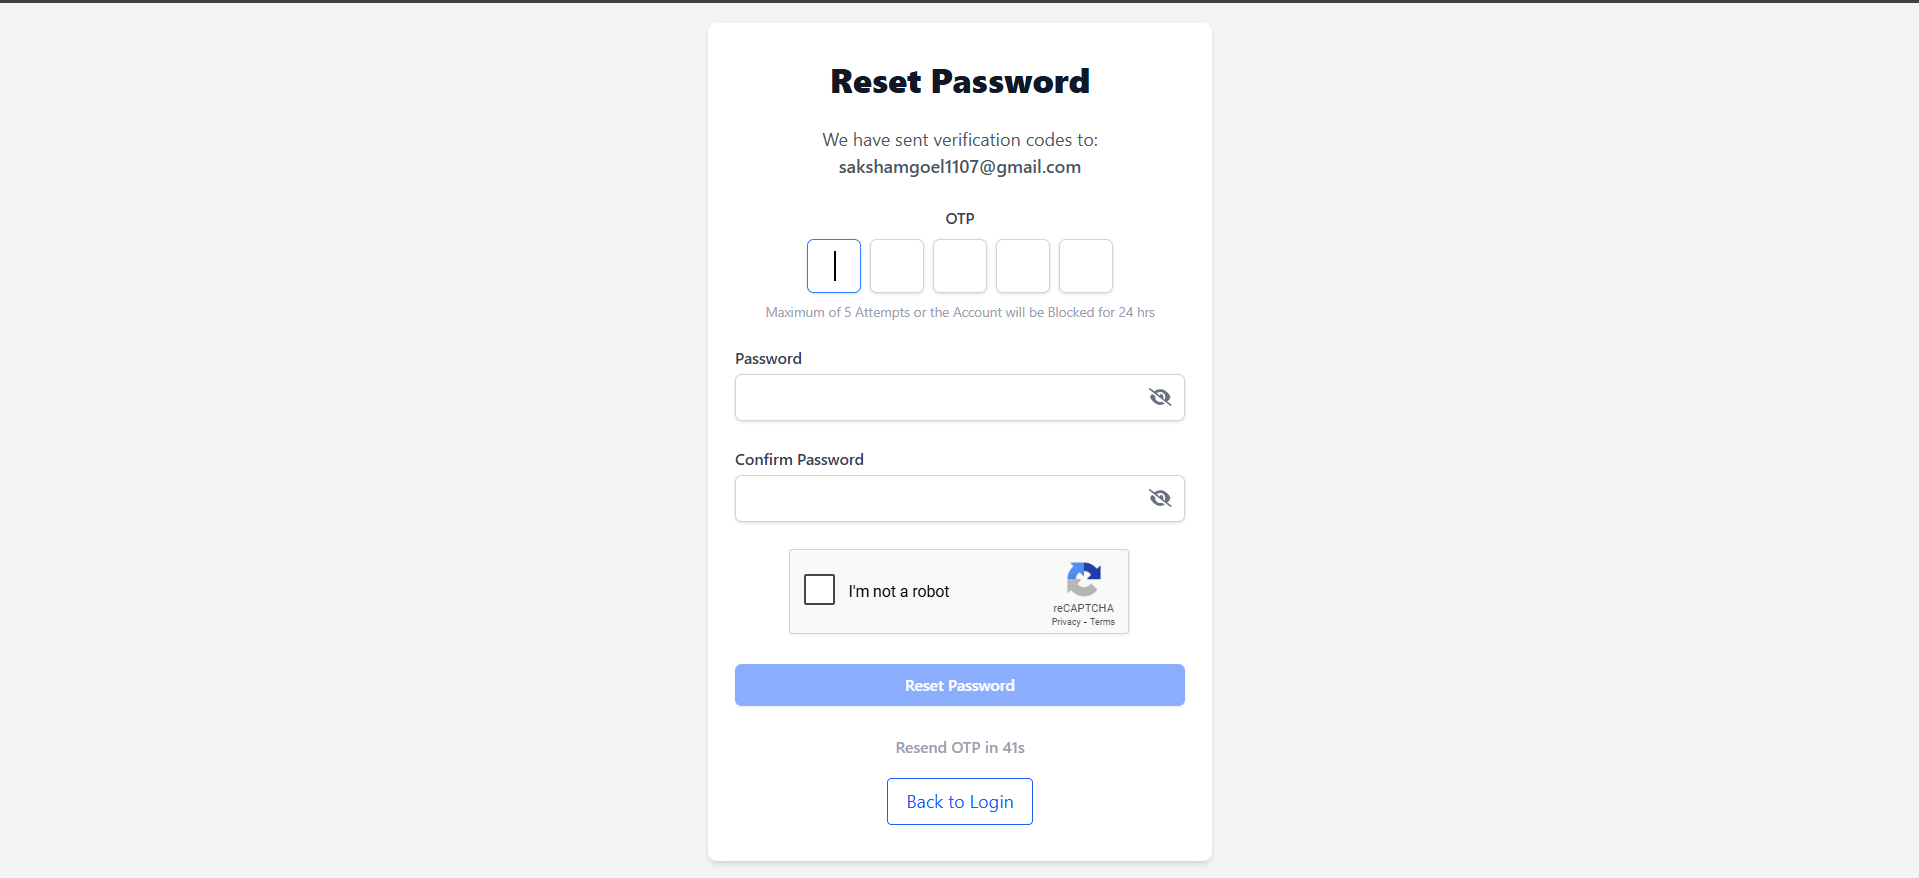 Reset Password
We have sent verification codes to:
sakshamgoel1107@gmail.com
OTP
Maximum of 5 Attempts or the Account will be Blocked for 24 hrs
Password
Confirm Password
I'm not a robot
reCAPTCHA
Privacy - Terms
Reset Password
Resend OTP in 41s
Back to Login